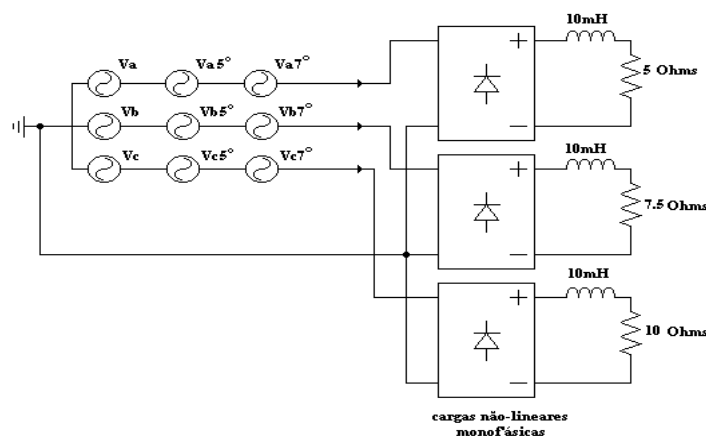 10mH
Va Va5° Va7°
+
5 Ohms
−
Vb Vb5° Vb7°
10mH
Vc Vc5° Vc7°
+
7.5 Ohms
−
10mH
+
10 Ohms
−
cargas não-lineares
monofásicas